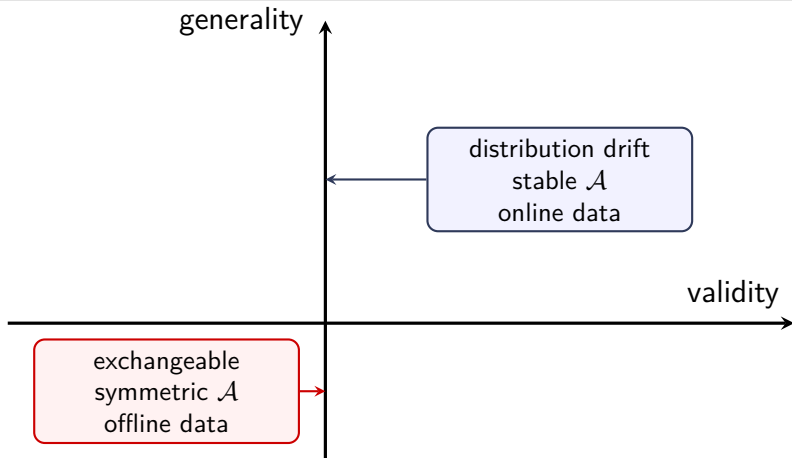 generality
distribution drift
stable 𝒜
online data
validity
exchangeable
symmetric 𝒜
offline data